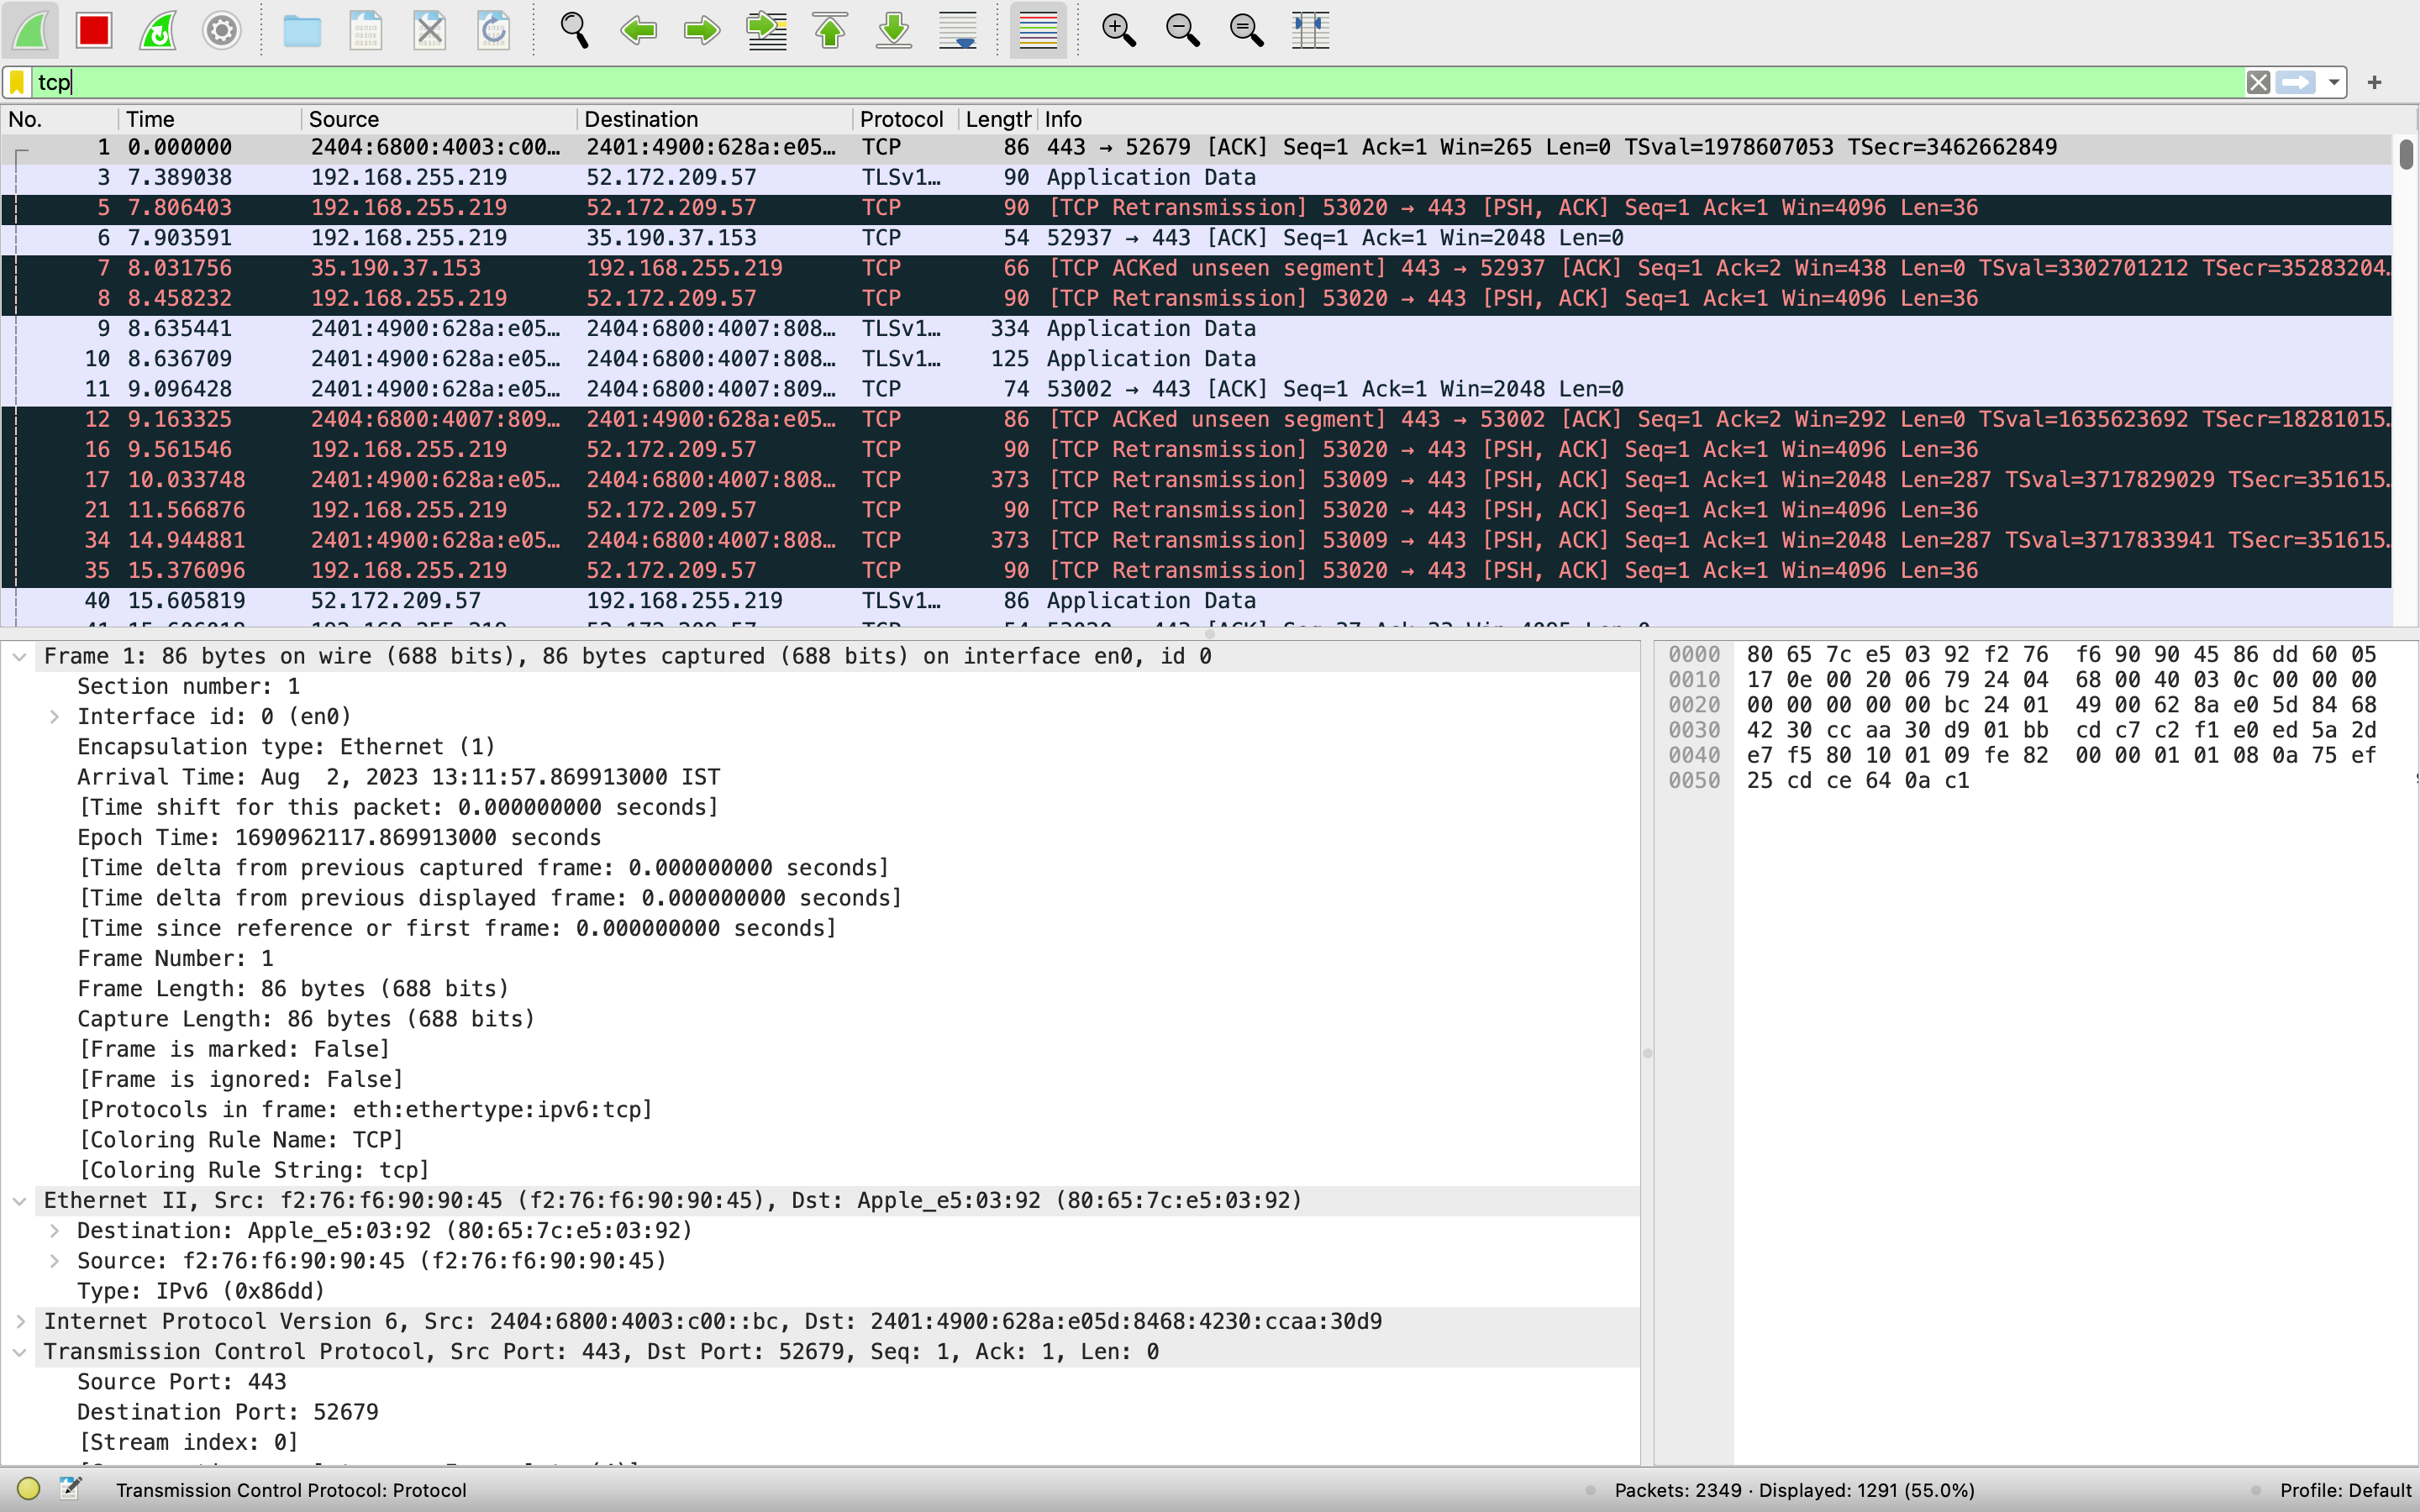 tcp
No. Time Source Destination Protocol Length Info
1 0.000000 2404:6800:4003:c00… 2401:4900:628a:e05… TCP 86 443 → 52679 [ACK] Seq=1 Ack=1 Win=265 Len=0 TSval=1978607053 TSecr=3462662849
3 7.389038 192.168.255.219 52.172.209.57 TLSv1… 90 Application Data
5 7.806403 192.168.255.219 52.172.209.57 TCP 90 [TCP Retransmission] 53020 → 443 [PSH, ACK] Seq=1 Ack=1 Win=4096 Len=36
6 7.903591 192.168.255.219 35.190.37.153 TCP 54 52937 → 443 [ACK] Seq=1 Ack=1 Win=2048 Len=0
7 8.031756 35.190.37.153 192.168.255.219 TCP 66 [TCP ACKed unseen segment] 443 → 52937 [ACK] Seq=1 Ack=2 Win=438 Len=0 TSval=3302701212 TSecr=35283204…
8 8.458232 192.168.255.219 52.172.209.57 TCP 90 [TCP Retransmission] 53020 → 443 [PSH, ACK] Seq=1 Ack=1 Win=4096 Len=36
9 8.635441 2401:4900:628a:e05… 2404:6800:4007:808… TLSv1… 334 Application Data
10 8.636709 2401:4900:628a:e05… 2404:6800:4007:808… TLSv1… 125 Application Data
11 9.096428 2401:4900:628a:e05… 2404:6800:4007:809… TCP 74 53002 → 443 [ACK] Seq=1 Ack=1 Win=2048 Len=0
12 9.163325 2404:6800:4007:809… 2401:4900:628a:e05… TCP 86 [TCP ACKed unseen segment] 443 → 53002 [ACK] Seq=1 Ack=2 Win=292 Len=0 TSval=1635623692 TSecr=18281015…
16 9.561546 192.168.255.219 52.172.209.57 TCP 90 [TCP Retransmission] 53020 → 443 [PSH, ACK] Seq=1 Ack=1 Win=4096 Len=36
17 10.033748 2401:4900:628a:e05… 2404:6800:4007:808… TCP 373 [TCP Retransmission] 53009 → 443 [PSH, ACK] Seq=1 Ack=1 Win=2048 Len=287 TSval=3717829029 TSecr=351615…
21 11.566876 192.168.255.219 52.172.209.57 TCP 90 [TCP Retransmission] 53020 → 443 [PSH, ACK] Seq=1 Ack=1 Win=4096 Len=36
34 14.944881 2401:4900:628a:e05… 2404:6800:4007:808… TCP 373 [TCP Retransmission] 53009 → 443 [PSH, ACK] Seq=1 Ack=1 Win=2048 Len=287 TSval=3717833941 TSecr=351615…
35 15.376096 192.168.255.219 52.172.209.57 TCP 90 [TCP Retransmission] 53020 → 443 [PSH, ACK] Seq=1 Ack=1 Win=4096 Len=36
40 15.605819 52.172.209.57 192.168.255.219 TLSv1… 86 Application Data
Frame 1: 86 bytes on wire (688 bits), 86 bytes captured (688 bits) on interface en0, id 0
Section number: 1
Interface id: 0 (en0)
Encapsulation type: Ethernet (1)
Arrival Time: Aug  2, 2023 13:11:57.869913000 IST
[Time shift for this packet: 0.000000000 seconds]
Epoch Time: 1690962117.869913000 seconds
[Time delta from previous captured frame: 0.000000000 seconds]
[Time delta from previous displayed frame: 0.000000000 seconds]
[Time since reference or first frame: 0.000000000 seconds]
Frame Number: 1
Frame Length: 86 bytes (688 bits)
Capture Length: 86 bytes (688 bits)
[Frame is marked: False]
[Frame is ignored: False]
[Protocols in frame: eth:ethertype:ipv6:tcp]
[Coloring Rule Name: TCP]
[Coloring Rule String: tcp]
Ethernet II, Src: f2:76:f6:90:90:45 (f2:76:f6:90:90:45), Dst: Apple_e5:03:92 (80:65:7c:e5:03:92)
Destination: Apple_e5:03:92 (80:65:7c:e5:03:92)
Source: f2:76:f6:90:90:45 (f2:76:f6:90:90:45)
Type: IPv6 (0x86dd)
Internet Protocol Version 6, Src: 2404:6800:4003:c00::bc, Dst: 2401:4900:628a:e05d:8468:4230:ccaa:30d9
Transmission Control Protocol, Src Port: 443, Dst Port: 52679, Seq: 1, Ack: 1, Len: 0
Source Port: 443
Destination Port: 52679
[Stream index: 0]
0000 80 65 7c e5 03 92 f2 76 f6 90 90 45 86 dd 60 05
0010 17 0e 00 20 06 79 24 04 68 00 40 03 0c 00 00 00
0020 00 00 00 00 00 bc 24 01 49 00 62 8a e0 5d 84 68
0030 42 30 cc aa 30 d9 01 bb cd c7 c2 f1 e0 ed 5a 2d
0040 e7 f5 80 10 01 09 fe 82 00 00 01 01 08 0a 75 ef
0050 25 cd ce 64 0a c1
Transmission Control Protocol: Protocol
Packets: 2349 · Displayed: 1291 (55.0%)
Profile: Default